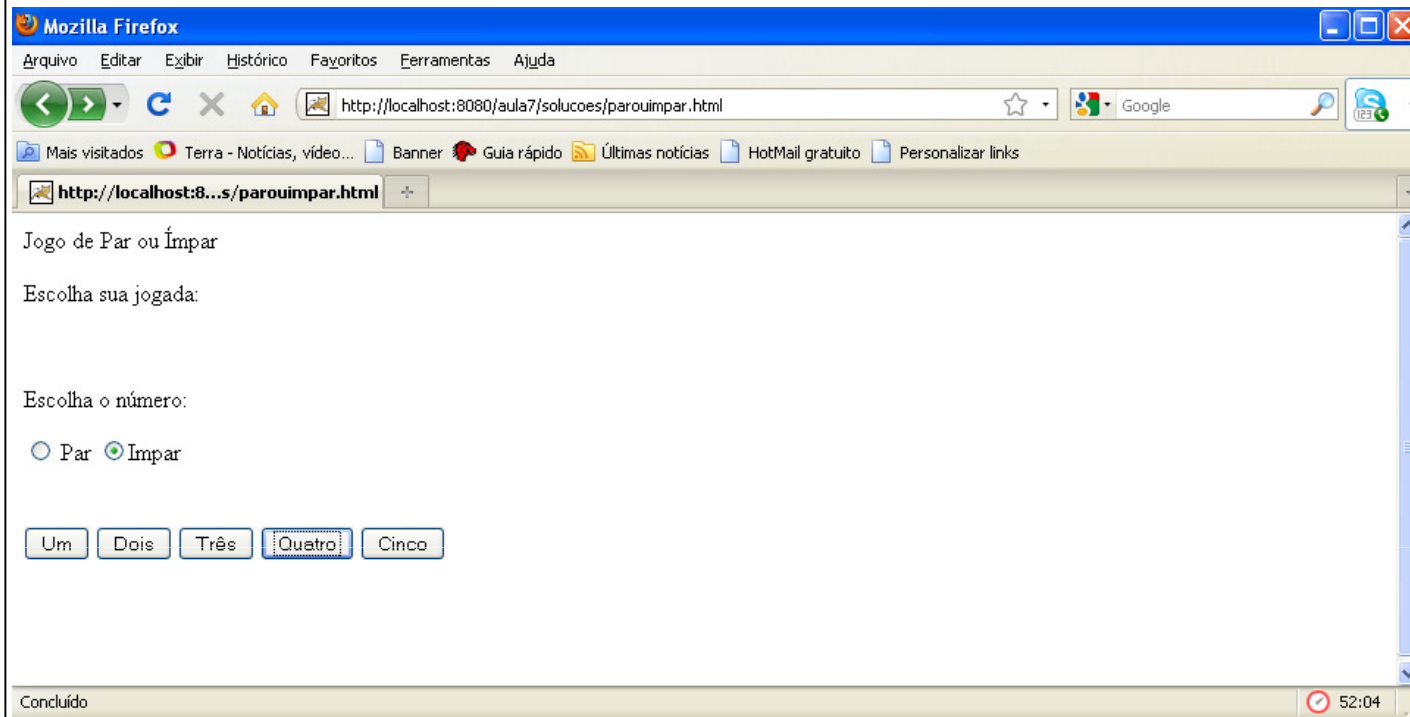 Mozilla Firefox
Arquivo Editar Exibir Histórico Favoritos Ferramentas Ajuda
http://localhost:8080/aula7/solucoes/parouimpar.html Google 123
Mais visitados Terra - Notícias, vídeo... Banner Guia rápido Últimas notícias HotMail gratuito Personalizar links
http://localhost:8...s/parouimpar.html
Jogo de Par ou Ímpar
Escolha sua jogada:
Escolha o número:
Par Impar
Um Dois Três Quatro Cinco
Concluído 52:04